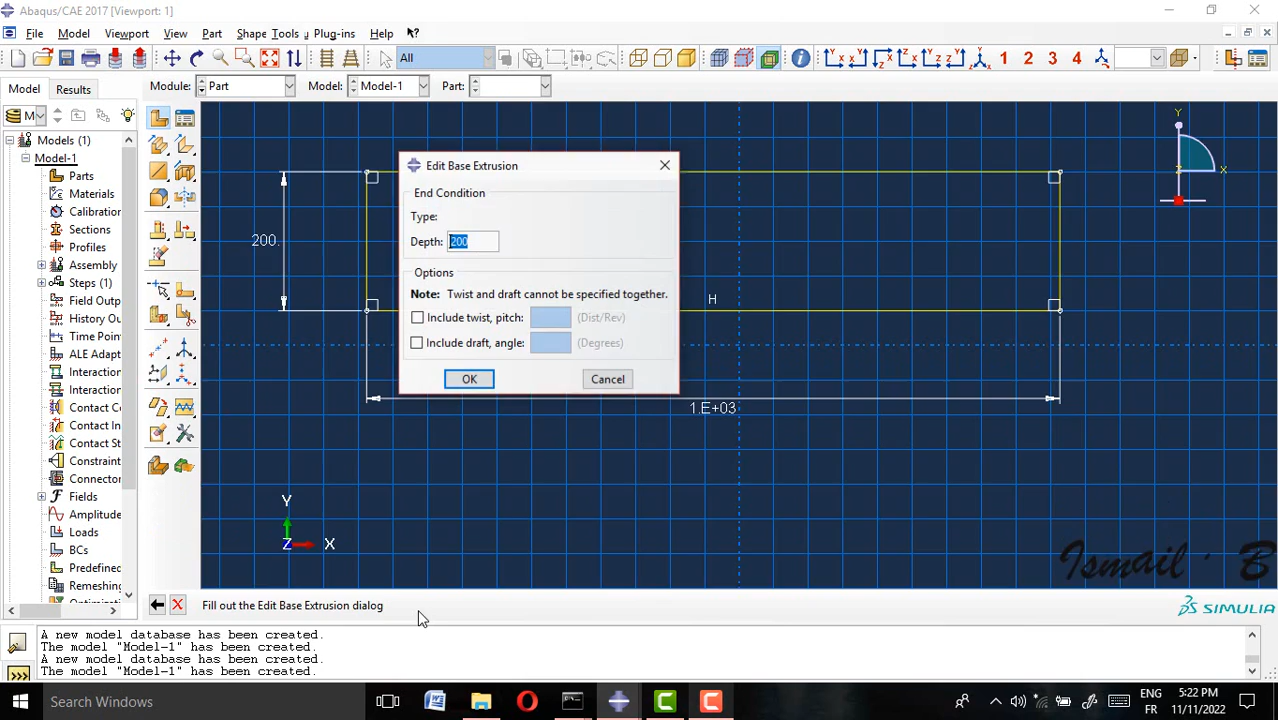 Abaqus/CAE 2017 [Viewport: 1]
File Model Viewport View Part Shape Tools Plug-ins Help
All
1 2 3 4
Model Results
Module: Part Model: Model-1 Part:
M
Models (1)
Model-1
Parts
Materials
Calibration
Sections
Profiles
Assembly
Steps (1)
Field Outp
History Ou
Time Point
ALE Adapt
Interaction
Interaction
Contact Co
Contact In
Contact St
Constraint
Connector
Fields
Amplitude
Loads
BCs
Predefined
Remeshing
Edit Base Extrusion
End Condition
Type:
Depth: 200
Options
Note: Twist and draft cannot be specified together.
Include twist, pitch: (Dist/Rev)
Include draft, angle: (Degrees)
OK Cancel
200.
H
1.E+03
Y
Z X
Y
Z X
Ismail · B
Fill out the Edit Base Extrusion dialog
SIMULIA
A new model database has been created.
The model "Model-1" has been created.
A new model database has been created.
The model "Model-1" has been created.
Search Windows
ENG
FR
5:22 PM
11/11/2022